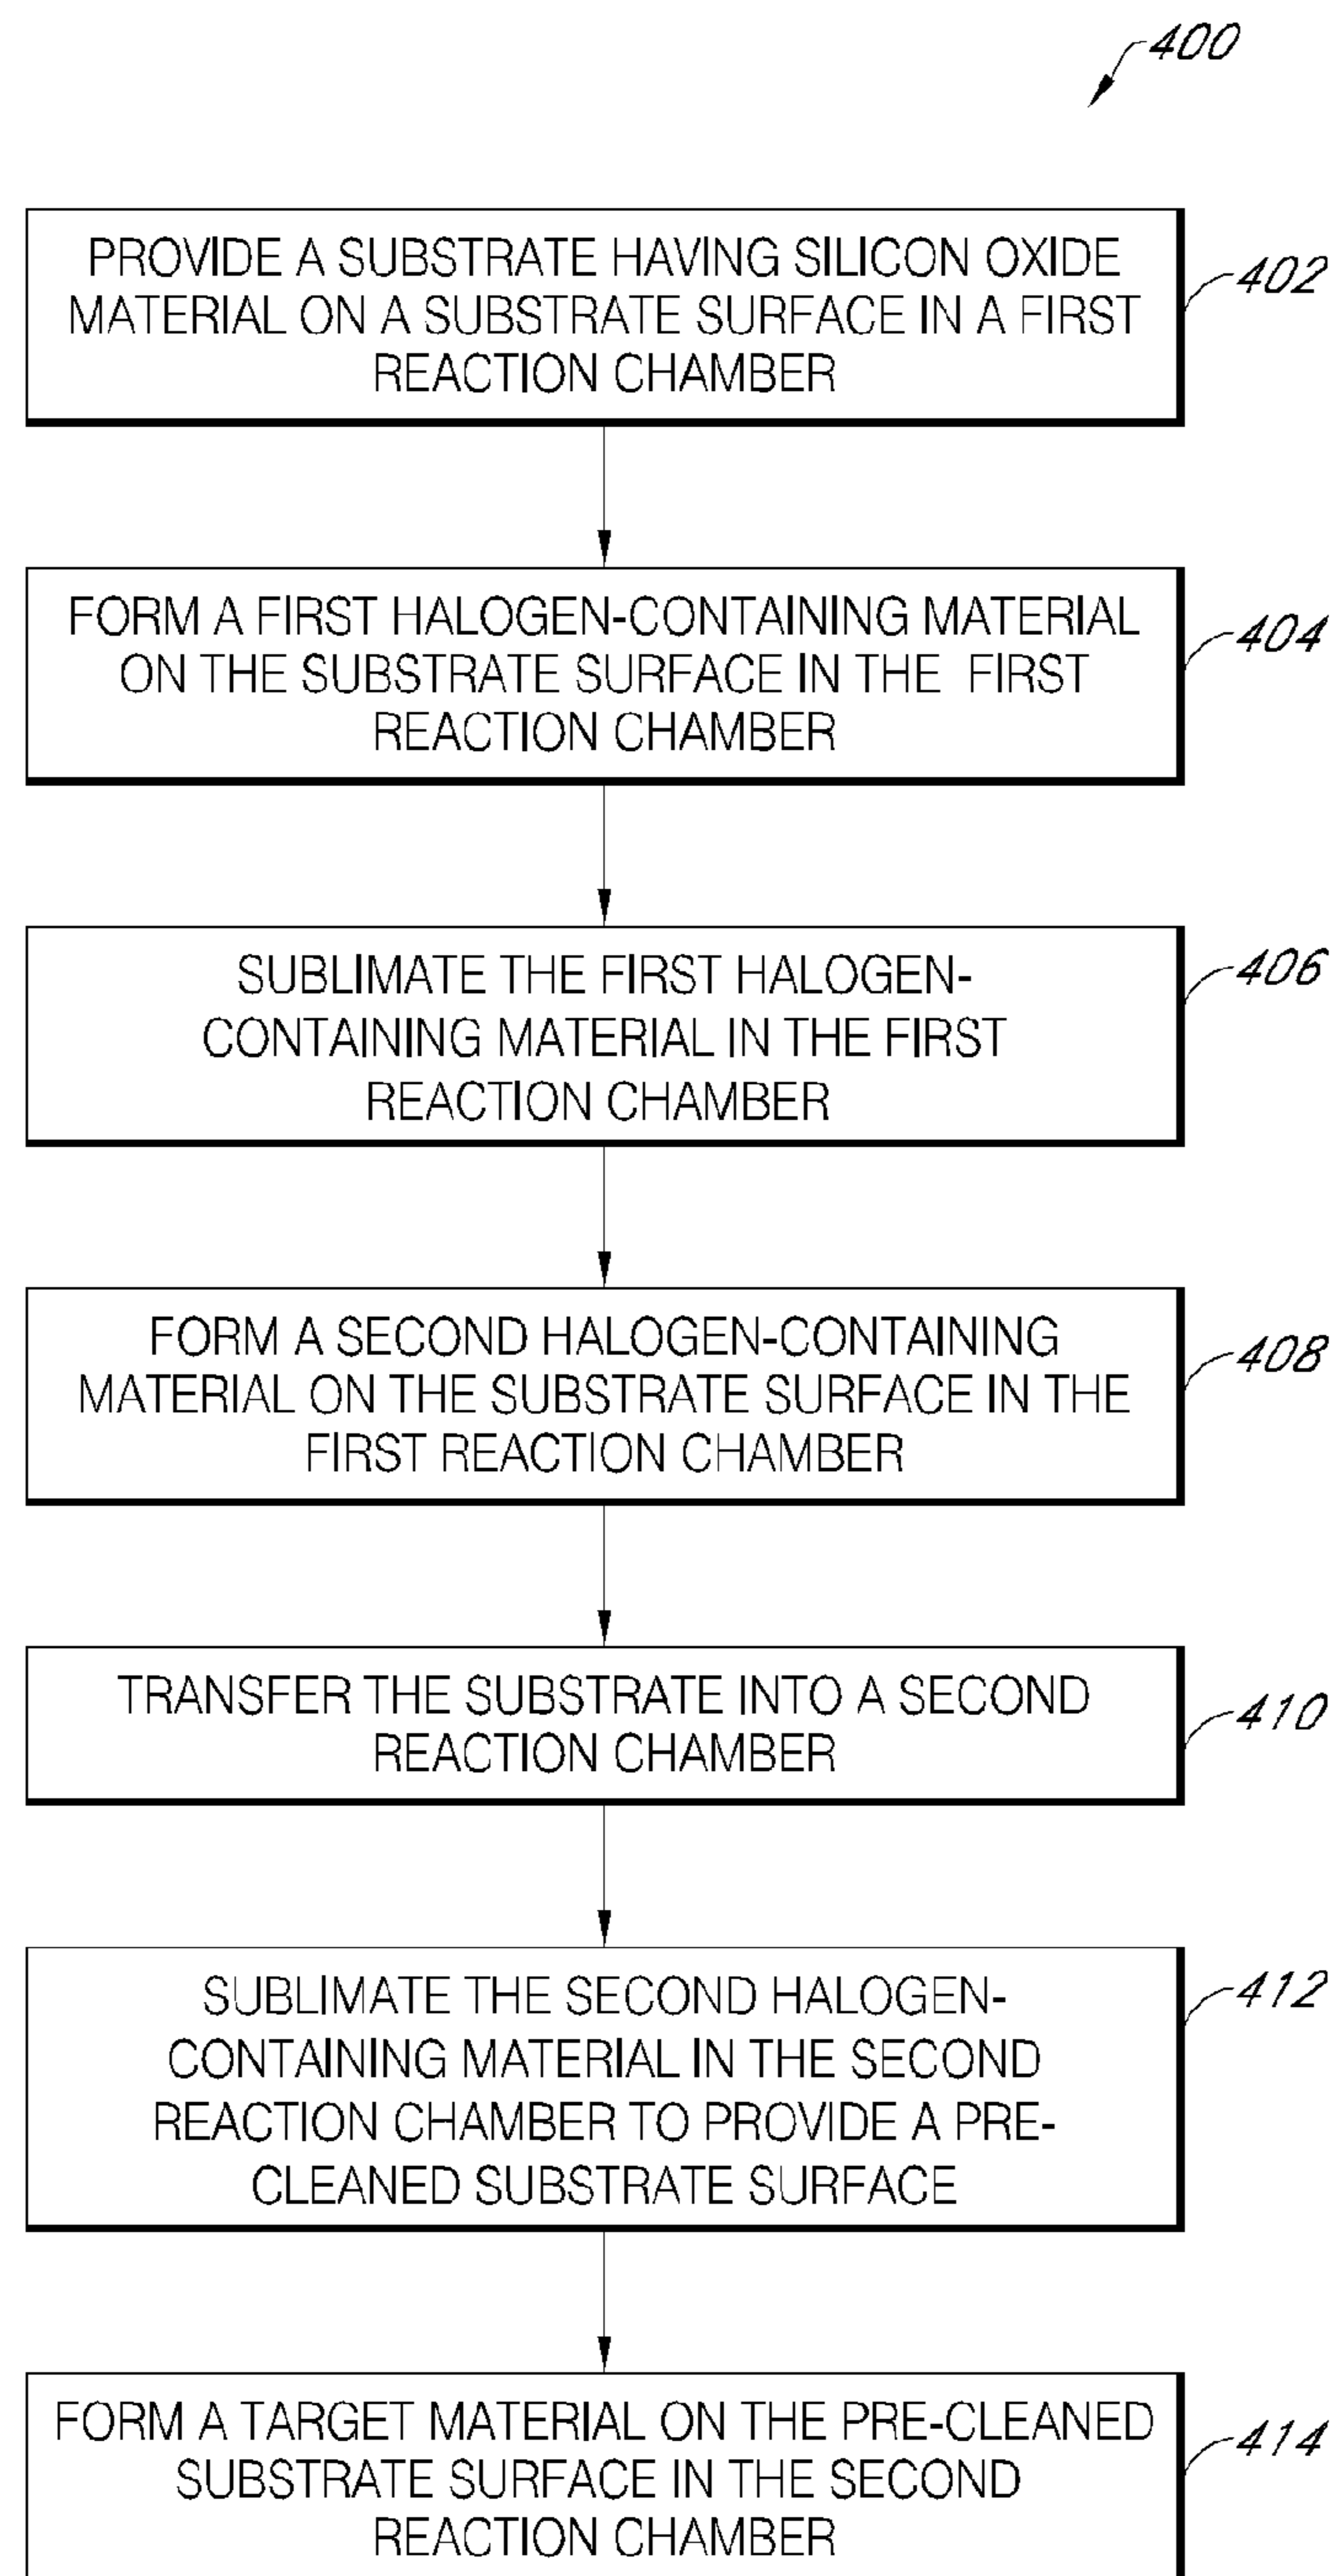 400
PROVIDE A SUBSTRATE HAVING SILICON OXIDE
MATERIAL ON A SUBSTRATE SURFACE IN A FIRST
REACTION CHAMBER
402
FORM A FIRST HALOGEN-CONTAINING MATERIAL
ON THE SUBSTRATE SURFACE IN THE FIRST
REACTION CHAMBER
404
SUBLIMATE THE FIRST HALOGEN-
CONTAINING MATERIAL IN THE FIRST
REACTION CHAMBER
406
FORM A SECOND HALOGEN-CONTAINING
MATERIAL ON THE SUBSTRATE SURFACE IN THE
FIRST REACTION CHAMBER
408
TRANSFER THE SUBSTRATE INTO A SECOND
REACTION CHAMBER
410
SUBLIMATE THE SECOND HALOGEN-
CONTAINING MATERIAL IN THE SECOND
REACTION CHAMBER TO PROVIDE A PRE-
CLEANED SUBSTRATE SURFACE
412
FORM A TARGET MATERIAL ON THE PRE-CLEANED
SUBSTRATE SURFACE IN THE SECOND
REACTION CHAMBER
414